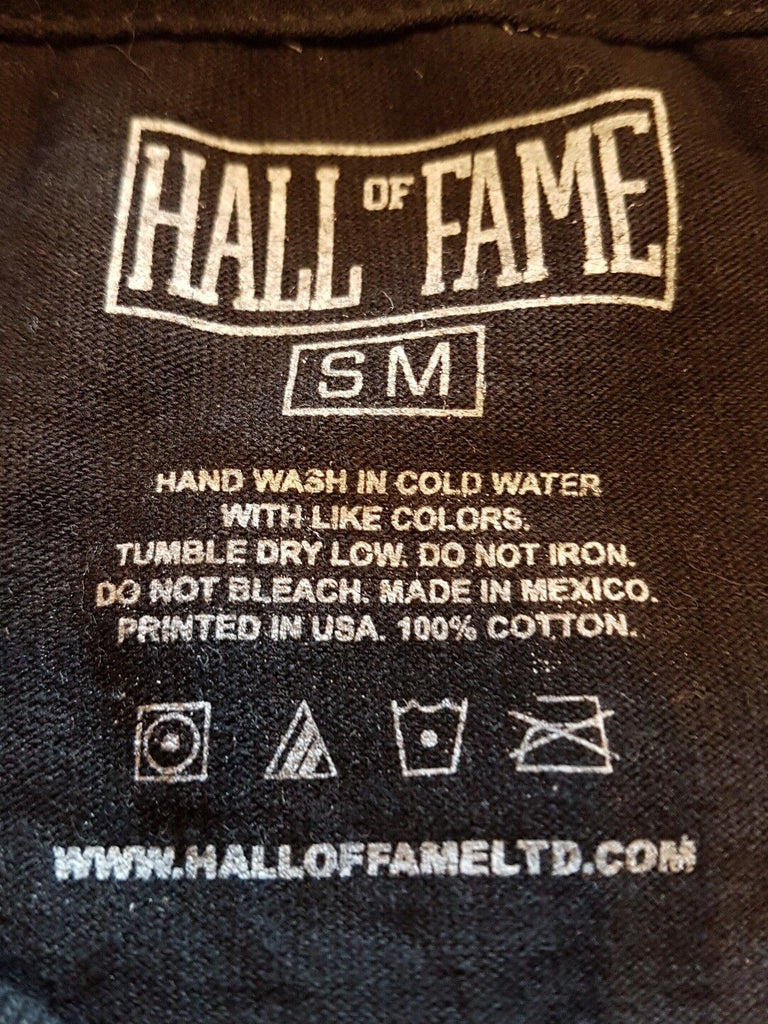 HALL OF FAME
SM
HAND WASH IN COLD WATER
WITH LIKE COLORS.
TUMBLE DRY LOW. DO NOT IRON.
DO NOT BLEACH. MADE IN MEXICO.
PRINTED IN USA. 100% COTTON.
WWW.HALLOFFAMELTD.COM